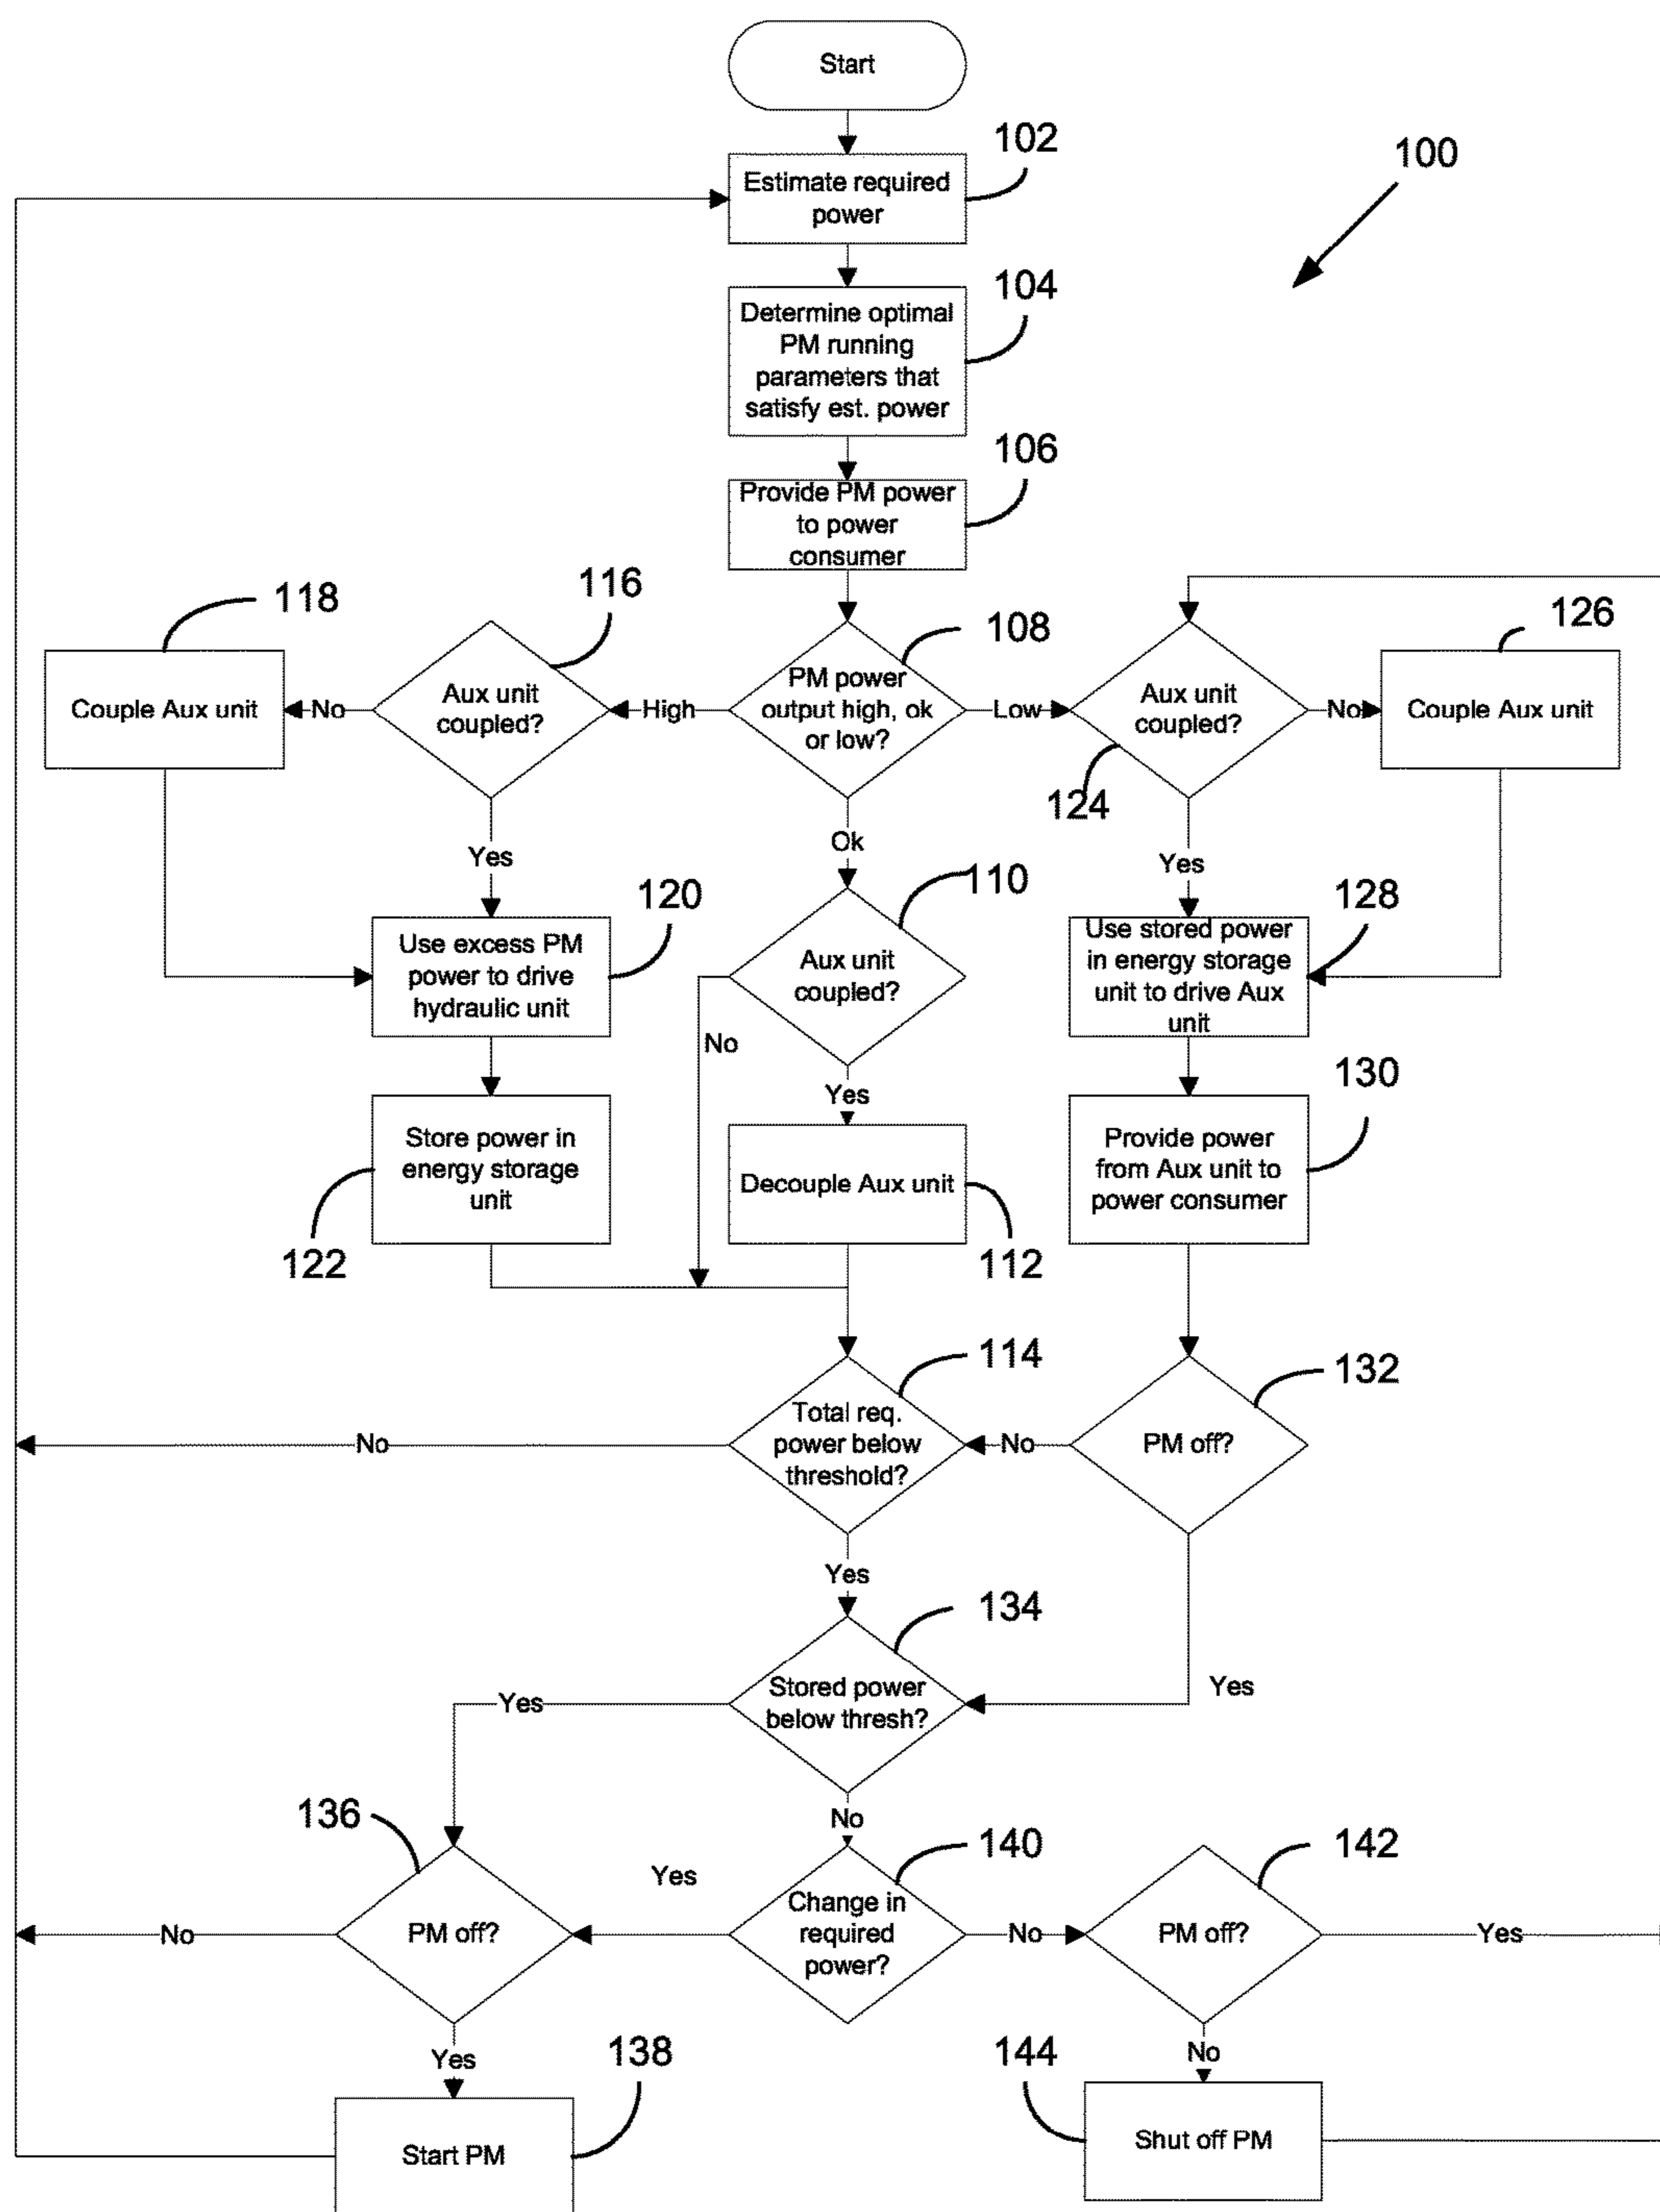 Start
102
100
Estimate required
power
104
Determine optimal
PM running
parameters that
satisfy est. power
106
Provide PM power
to power
consumer
118
116
108
126
Couple Aux unit
No
Aux unit
coupled?
High
PM power
output high, ok
or low?
Low
Aux unit
coupled?
No
Couple Aux unit
124
Yes
Ok
Yes
110
120
128
Use excess PM
power to drive
hydraulic unit
Aux unit
coupled?
Use stored power
in energy storage
unit to drive Aux
unit
No
Yes
130
Store power in
energy storage
unit
Decouple Aux unit
Provide power
from Aux unit to
power consumer
122
112
114
132
No
Total req.
power below
threshold?
No
PM off?
Yes
134
Yes
Stored power
below thresh?
Yes
136
No
140
142
Yes
No
PM off?
Change in
required
power?
No
PM off?
Yes
Yes
138
144
No
Start PM
Shut off PM